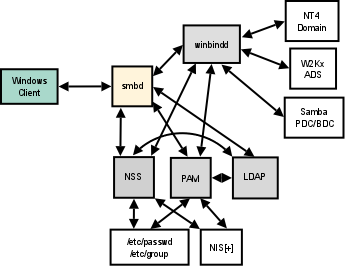 NT4
Domain
winbindd
W2Kx
ADS
Windows
Client
smbd
Samba
PDC/BDC
NSS
PAM
LDAP
/etc/passwd
/etc/group
NIS[+]